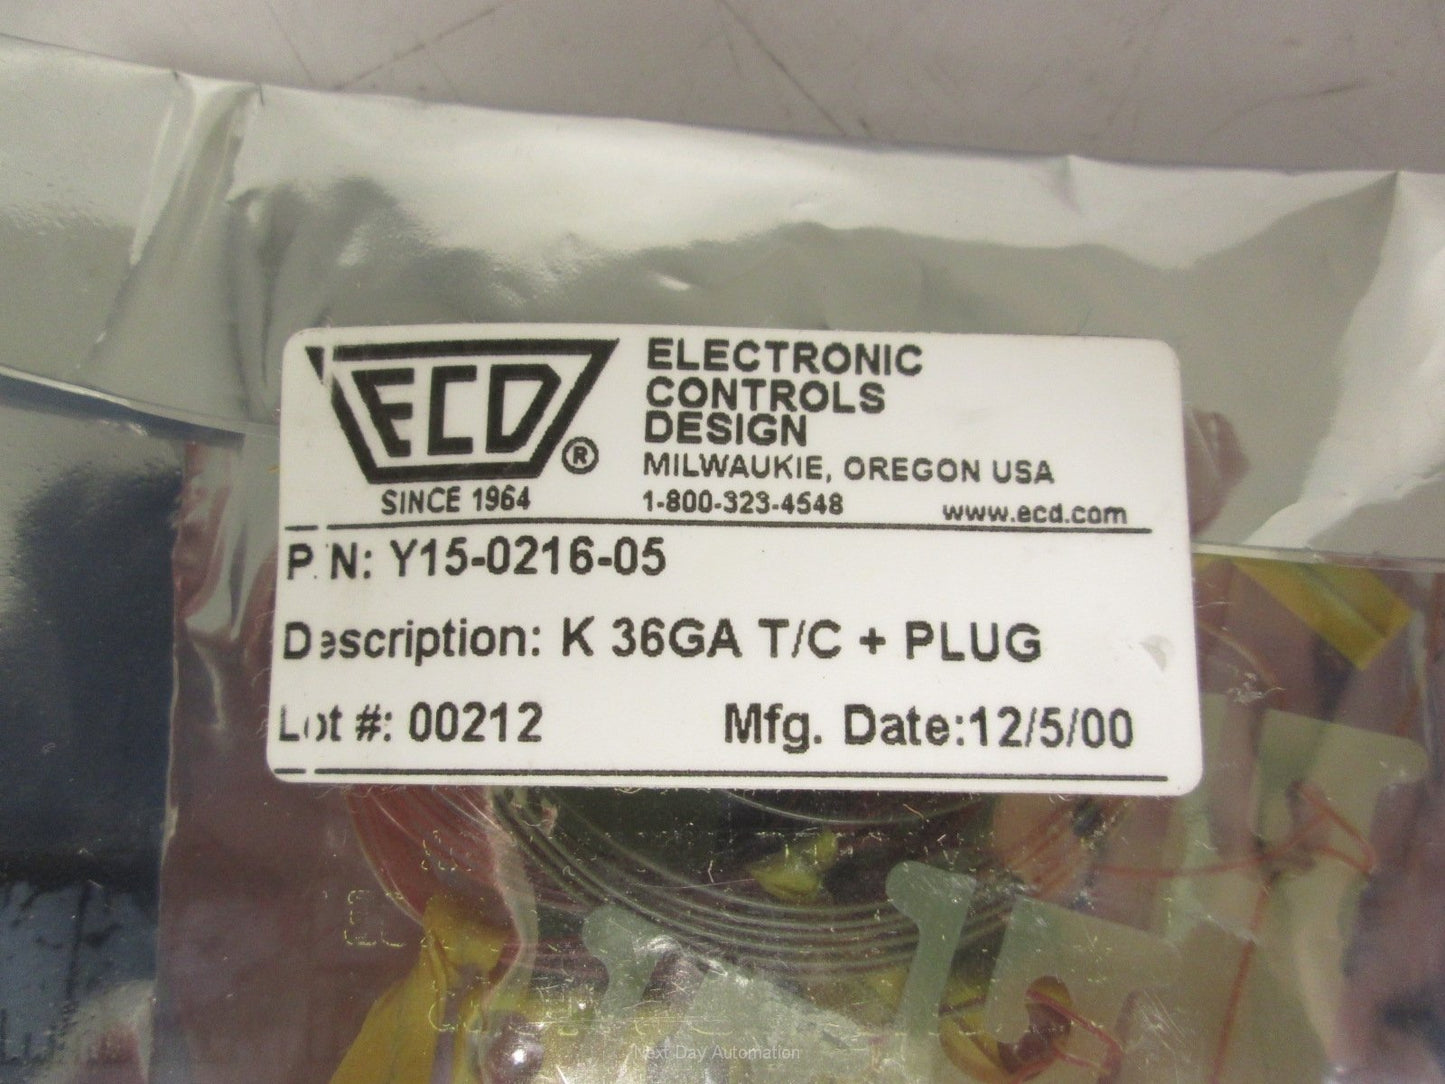 ECD®
SINCE 1964
ELECTRONIC
CONTROLS
DESIGN
MILWAUKIE, OREGON USA
1-800-323-4548 www.ecd.com
P/N: Y15-0216-05
Description: K 36GA T/C + PLUG
Lot #: 00212 Mfg. Date:12/5/00
Next Day Automation